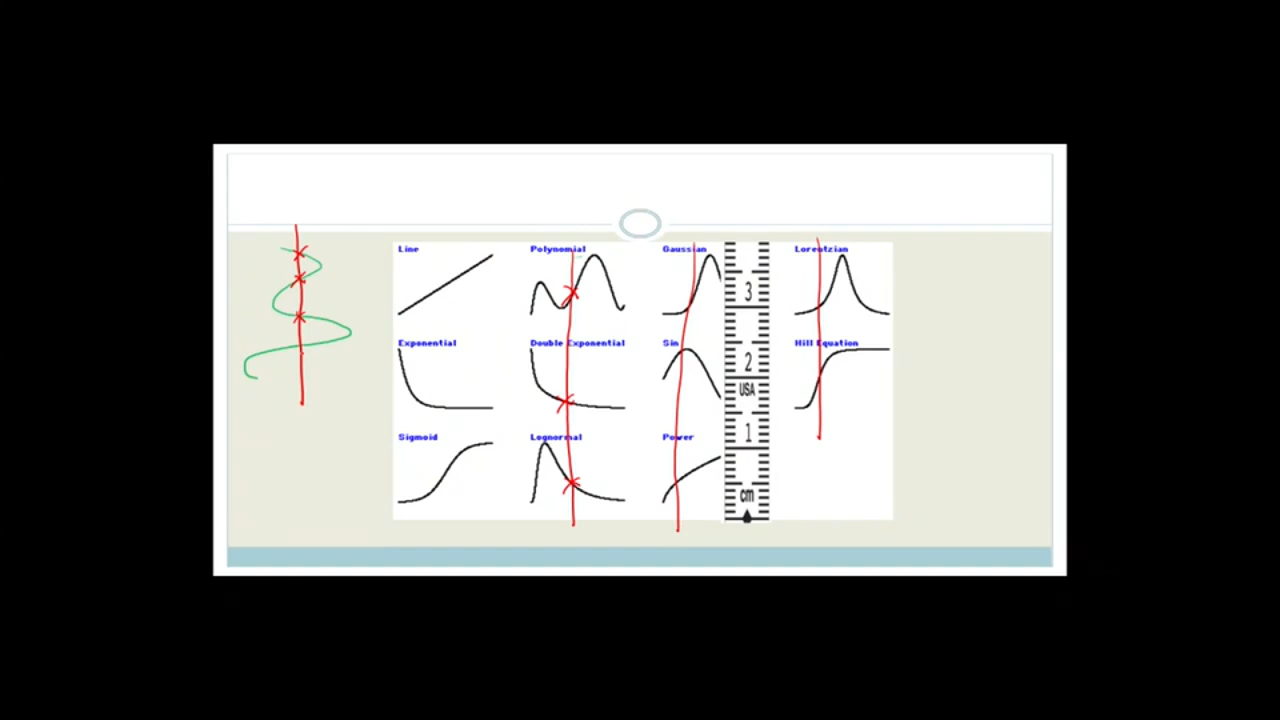 Line
Polynomial
Gaussian
Lorentzian
Exponential
Double Exponential
Sin
Hill Equation
Sigmoid
Lognormal
Power
3
2
USA
1
cm